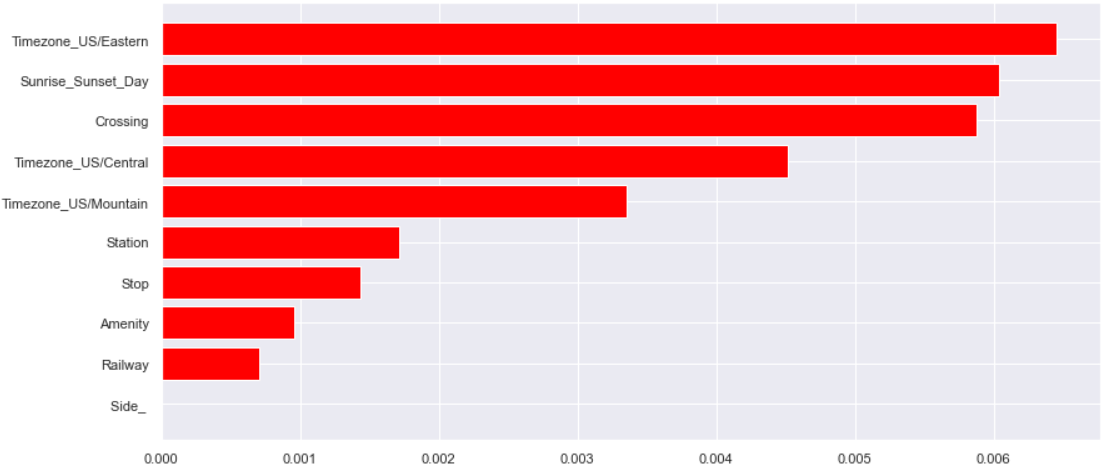 Timezone_US/Eastern
Sunrise_Sunset_Day
Crossing
Timezone_US/Central
Timezone_US/Mountain
Station
Stop
Amenity
Railway
Side_
0.000 0.001 0.002 0.003 0.004 0.005 0.006